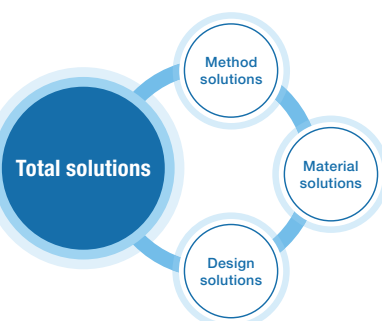 Method
solutions
Total solutions
Material
solutions
Design
solutions